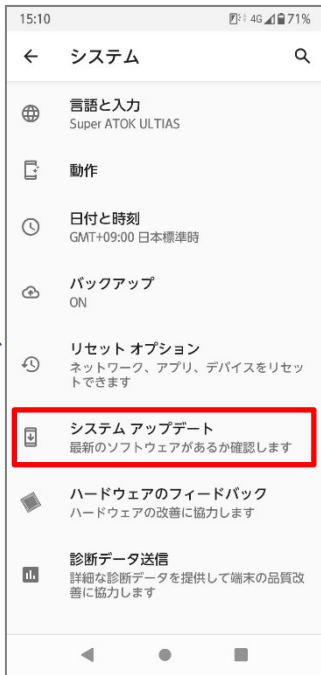 15:10 4G 71%
システム
言語と入力
Super ATOK ULTIAS
動作
日付と時刻
GMT+09:00 日本標準時
バックアップ
ON
リセット オプション
ネットワーク、アプリ、デバイスをリセッ
トできます
システム アップデート
最新のソフトウェアがあるか確認します
ハードウェアのフィードバック
ハードウェアの改善に協力します
診断データ送信
詳細な診断データを提供して端末の品質改
善に協力します